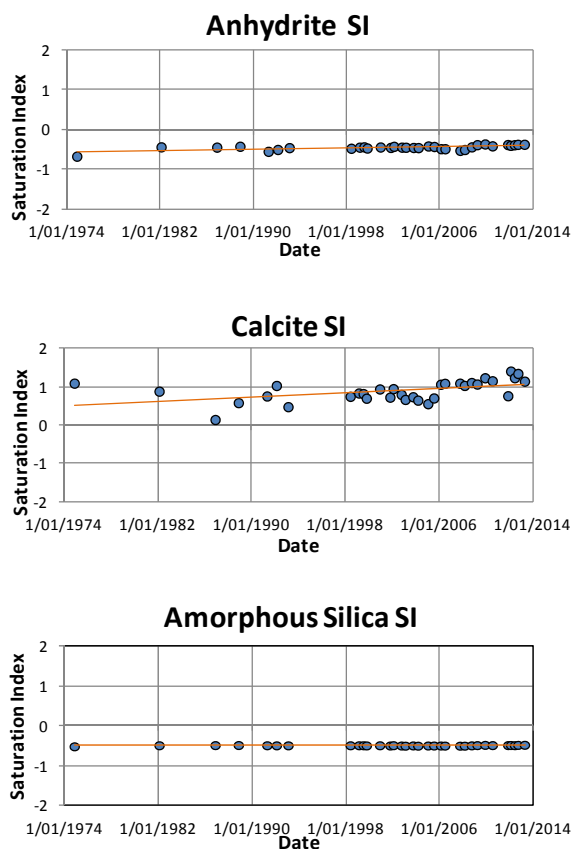 Anhydrite SI
2
1
0
-1
-2
Saturation Index
1/01/1974 1/01/1982 1/01/1990 1/01/1998 1/01/2006 1/01/2014
Date
Calcite SI
2
1
0
-1
-2
Saturation Index
1/01/1974 1/01/1982 1/01/1990 1/01/1998 1/01/2006 1/01/2014
Date
Amorphous Silica SI
2
1
0
-1
-2
Saturation Index
1/01/1974 1/01/1982 1/01/1990 1/01/1998 1/01/2006 1/01/2014
Date